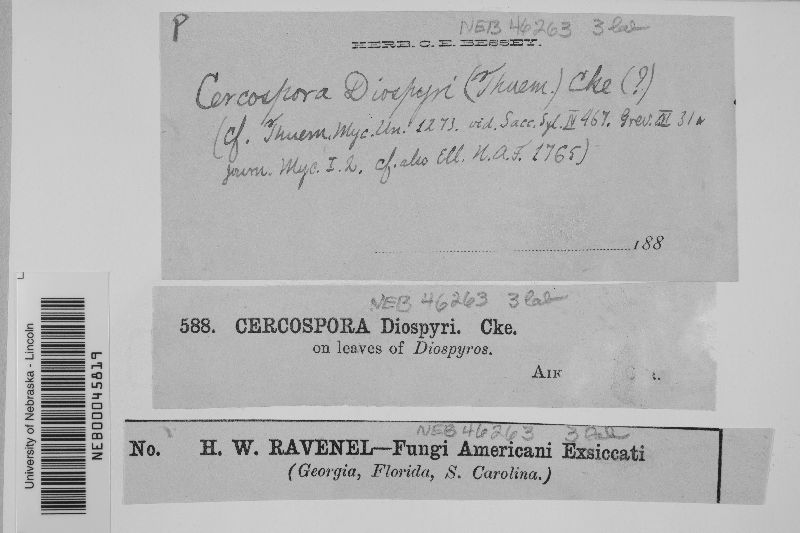 P
NEB 46263 3 lab
HERB. C. E. BESSEY.
Cercospora Diospyri (Thuem.) Cke (?)
(Cf. Thuem. Myc. Un. 1273. vid. Sacc. Syl. IV 467. Grev. XII 31
Journ. Myc. I. 2. cf. also Ell. N.A.F. 1765)
188
NEB 46263 3 lab
588. CERCOSPORA Diospyri. Cke.
on leaves of Diospyros.
AIK
NEB 46263 3 lab
No. H. W. RAVENEL—Fungi Americani Exsiccati
(Georgia, Florida, S. Carolina.)
University of Nebraska - Lincoln
NEB00045819